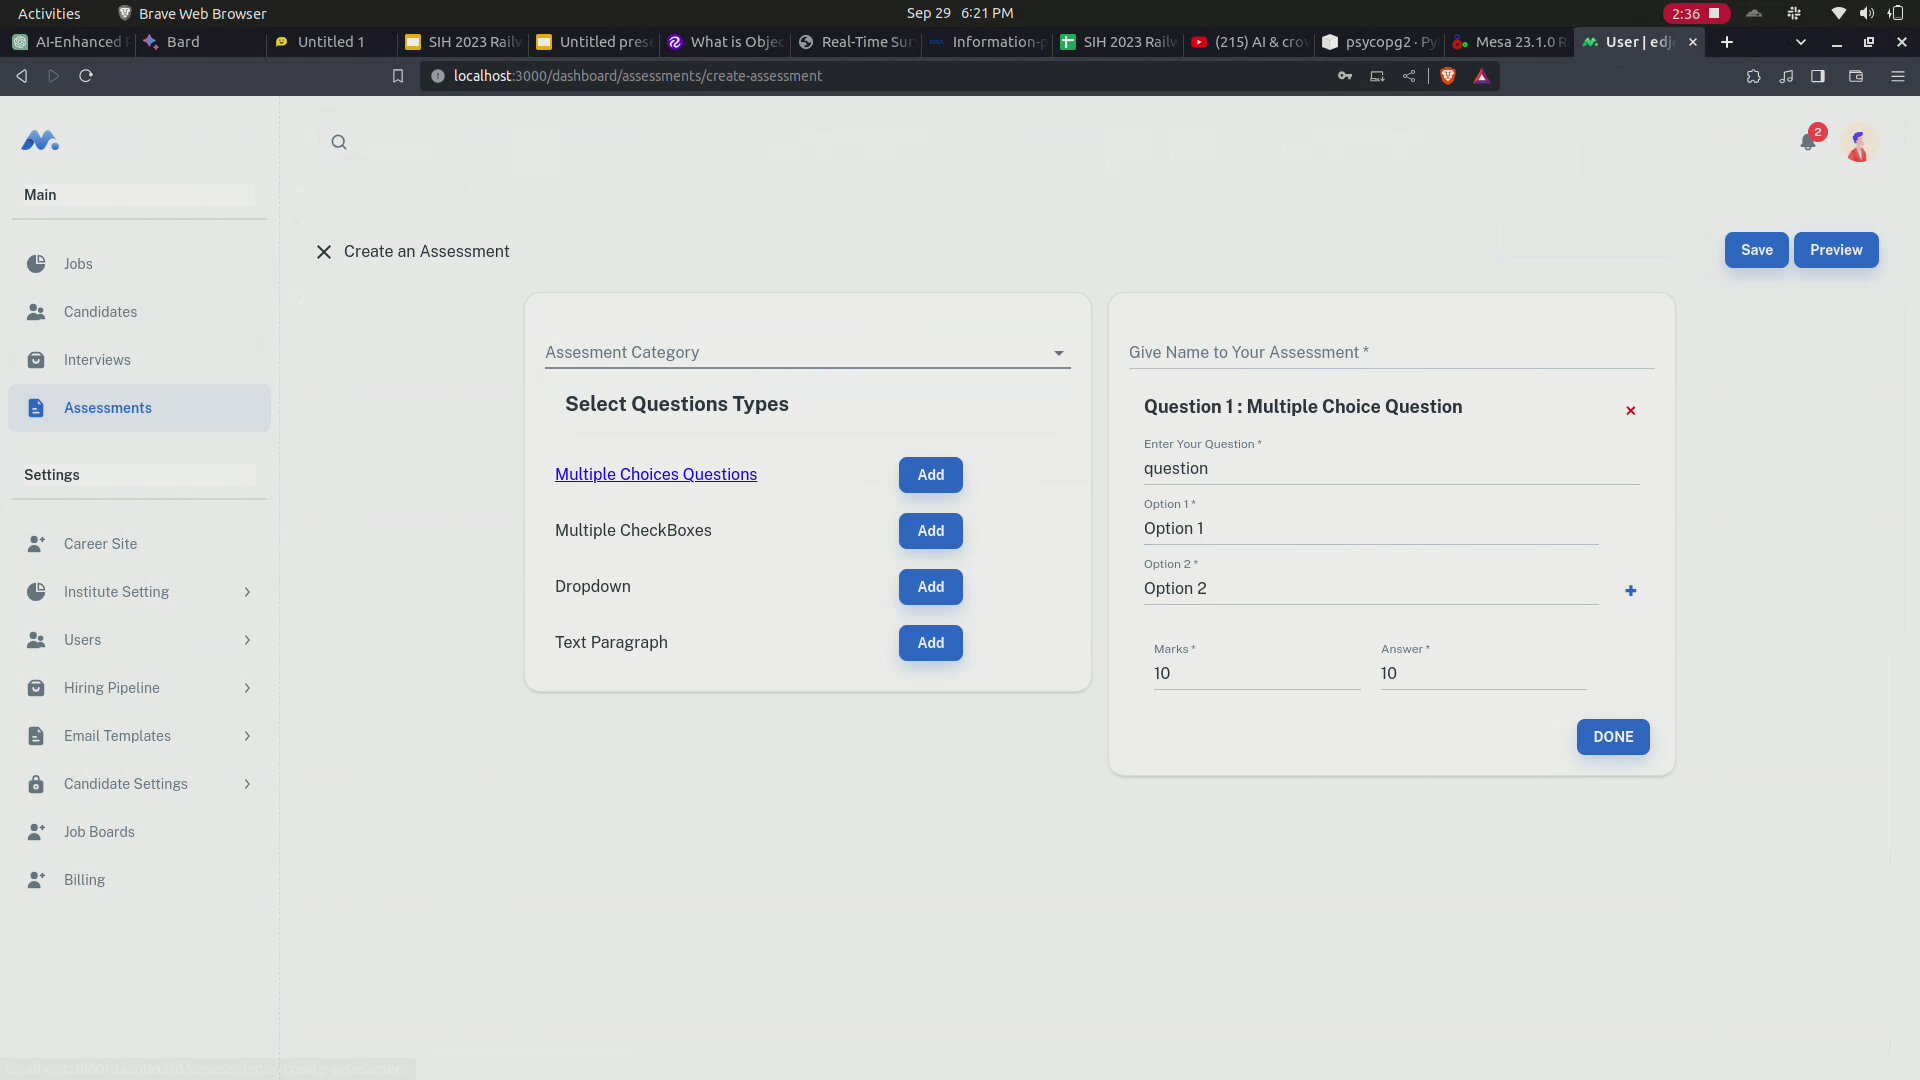 Activities
Brave Web Browser
Sep 29 6:21 PM
2:36
AI-Enhanced
Bard
Untitled 1
SIH 2023 Railw
Untitled prese
What is Objec
Real-Time Sur
Information-p
SIH 2023 Railw
(215) AI & crow
psycopg2 · Py
Mesa 23.1.0 R
User | edj
localhost:3000/dashboard/assessments/create-assessment
2
Main
Jobs
Candidates
Interviews
Assessments
Settings
Career Site
Institute Setting
Users
Hiring Pipeline
Email Templates
Candidate Settings
Job Boards
Billing
Create an Assessment
Save
Preview
Assesment Category
Select Questions Types
Multiple Choices Questions
Add
Multiple CheckBoxes
Add
Dropdown
Add
Text Paragraph
Add
Give Name to Your Assessment *
Question 1 : Multiple Choice Question
Enter Your Question *
question
Option 1 *
Option 1
Option 2 *
Option 2
Marks *
10
Answer *
10
DONE
localhost:3000/dashboard/assessments/create-assessment